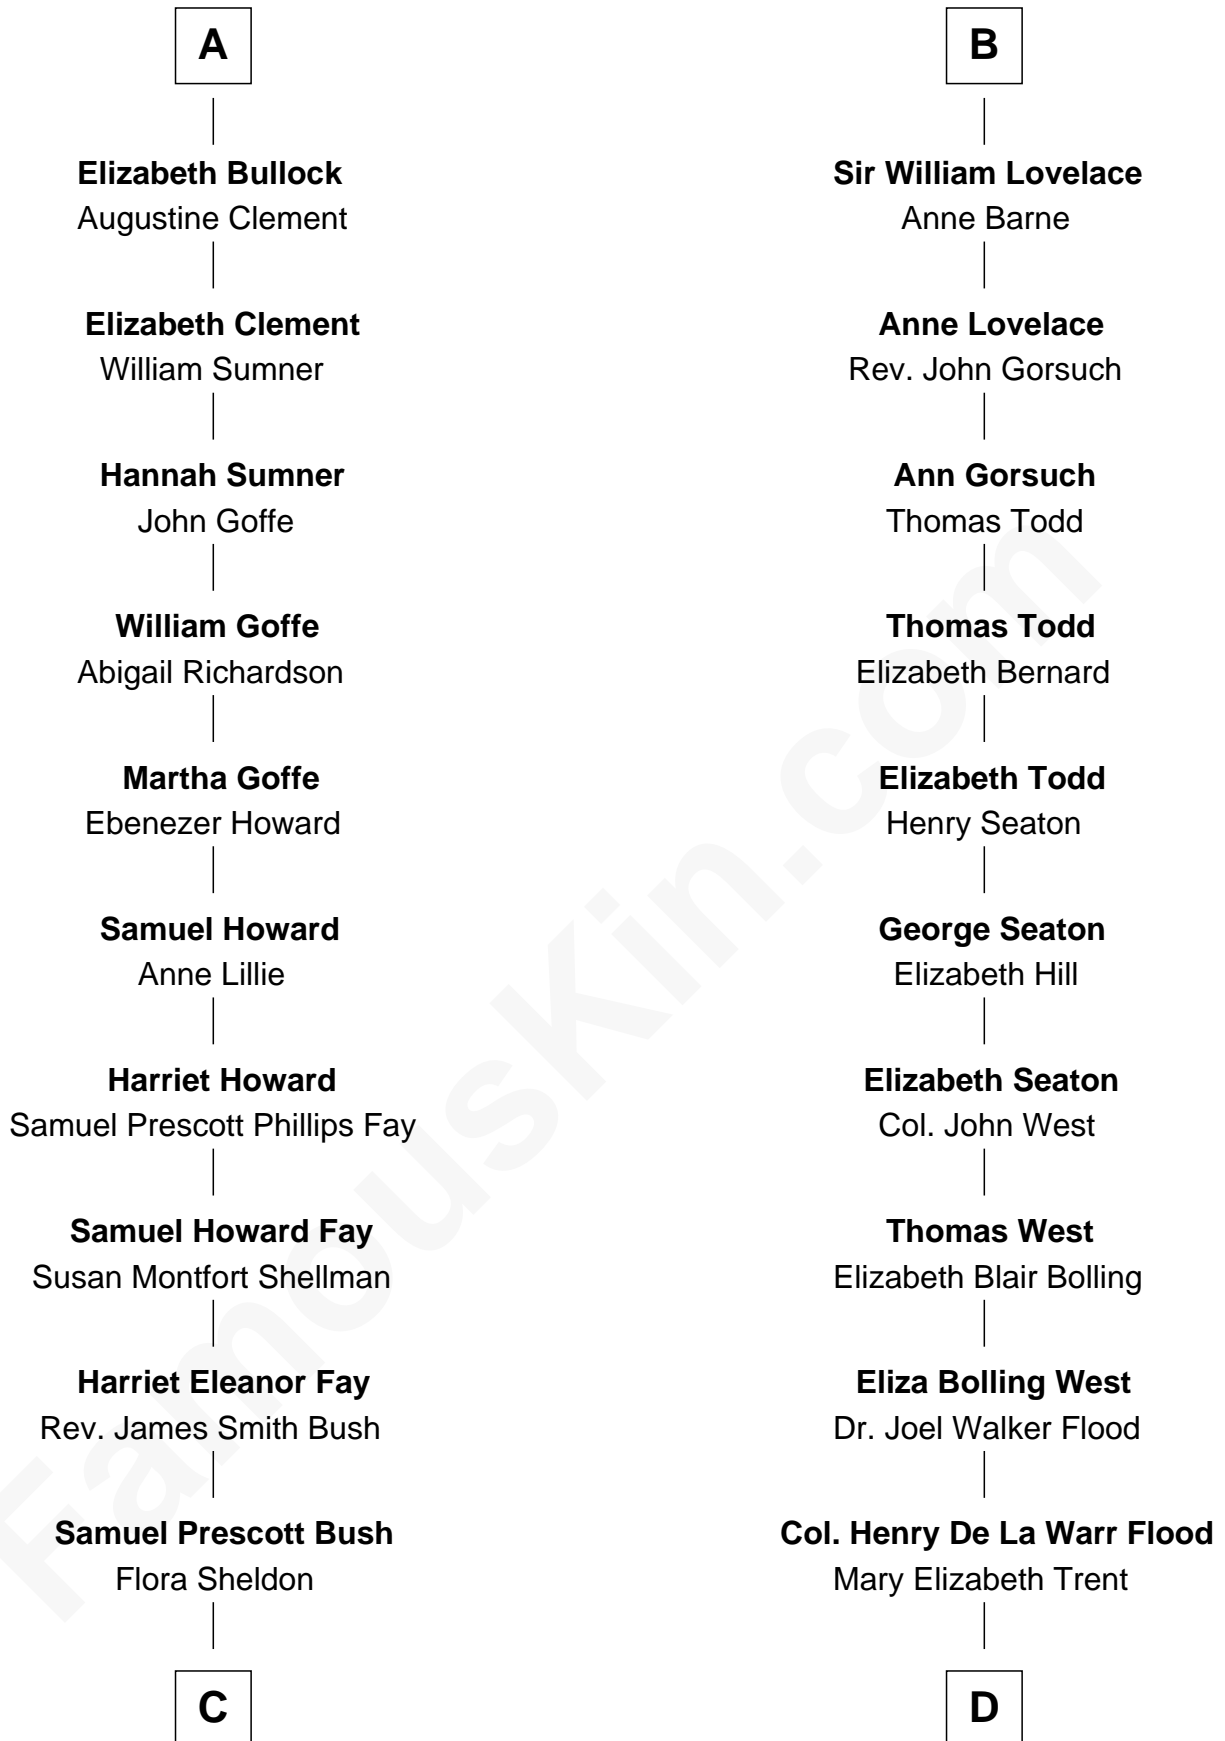 A
Elizabeth Bullock
Augustine Clement
Elizabeth Clement
William Sumner
Hannah Sumner
John Goffe
William Goffe
Abigail Richardson
Martha Goffe
Ebenezer Howard
Samuel Howard
Anne Lillie
Harriet Howard
Samuel Prescott Phillips Fay
Samuel Howard Fay
Susan Montfort Shellman
Harriet Eleanor Fay
Rev. James Smith Bush
Samuel Prescott Bush
Flora Sheldon
C
B
Sir William Lovelace
Anne Barne
Anne Lovelace
Rev. John Gorsuch
Ann Gorsuch
Thomas Todd
Thomas Todd
Elizabeth Bernard
Elizabeth Todd
Henry Seaton
George Seaton
Elizabeth Hill
Elizabeth Seaton
Col. John West
Thomas West
Elizabeth Blair Bolling
Eliza Bolling West
Dr. Joel Walker Flood
Col. Henry De La Warr Flood
Mary Elizabeth Trent
D
FamousKin.com